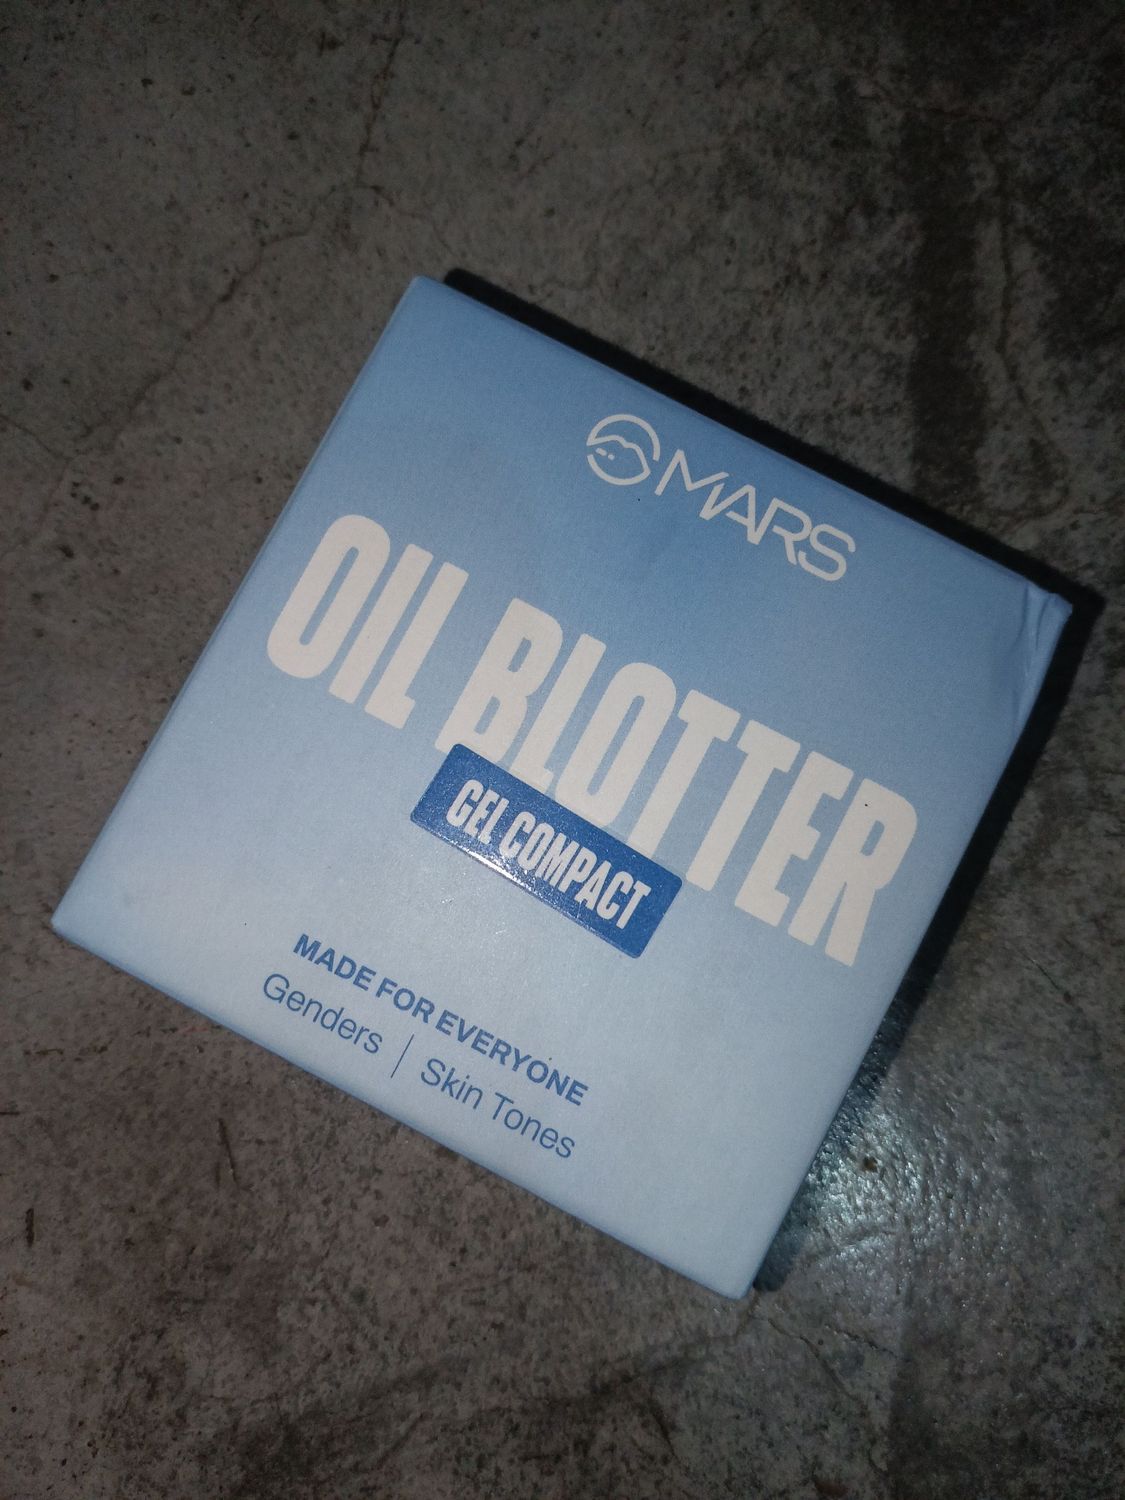 MARS
OIL BLOTTER
GEL COMPACT
MADE FOR EVERYONE
Genders | Skin Tones